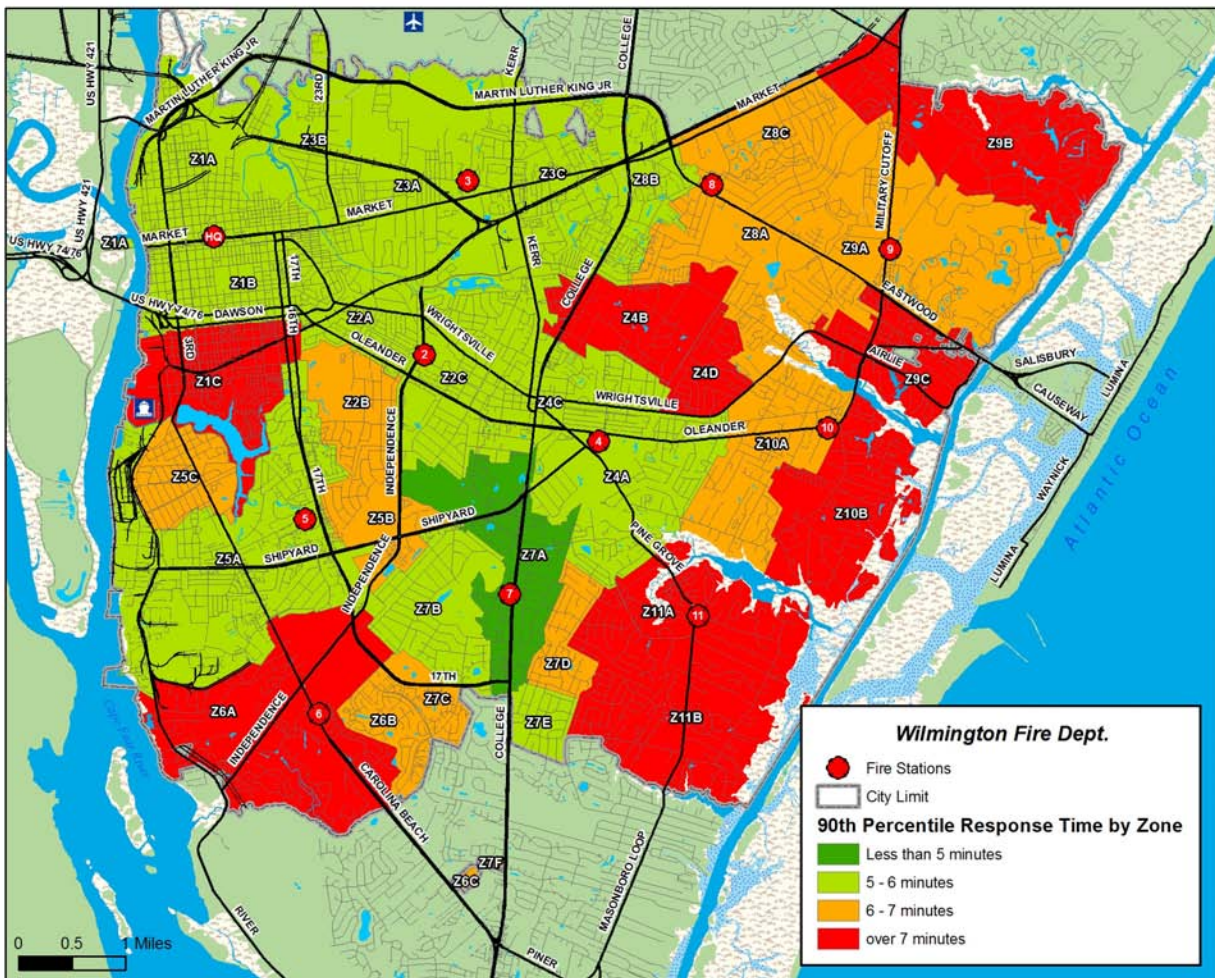 US HWY 421
MARTIN LUTHER KING JR
23RD
KERR
COLLEGE
MARTIN LUTHER KING JR
MARKET
Z8C
MILITARY CUTOFF
Z9B
Z1A
Z3B
Z3A
3
Z3C
Z8B
8
US HWY 421
Z1A
MARKET
HQ
MARKET
KERR
Z8A
Z9A
9
US HWY 74/76
Z1B
17TH
COLLEGE
EASTWOOD
US HWY 74/76
DAWSON
16TH
Z2A
WRIGHTSVILLE
OLEANDER
2
Z4B
3RD
Z1C
Z2C
Z4D
AIRLIE
Z9C
SALISBURY
CAUSEWAY
LUMINA
Z2B
INDEPENDENCE
Z4C
WRIGHTSVILLE
OLEANDER
10
4
Z10A
Z4A
Z5C
17TH
WAYNICK
Atlantic Ocean
5
Z5B
SHIPYARD
Z10B
Z5A
SHIPYARD
INDEPENDENCE
Z7A
PINE GROVE
LUMINA
7
Z7B
Z11A
11
Z7D
17TH
Z7C
Z6A
INDEPENDENCE
6
Z6B
Z7E
Z11B
COLLEGE
Cape Fear River
CAROLINA BEACH
Z7F
Z6C
MASONBORO LOOP
RIVER
PINER
0 0.5 1 Miles
Wilmington Fire Dept.
Fire Stations
City Limit
90th Percentile Response Time by Zone
Less than 5 minutes
5 - 6 minutes
6 - 7 minutes
over 7 minutes